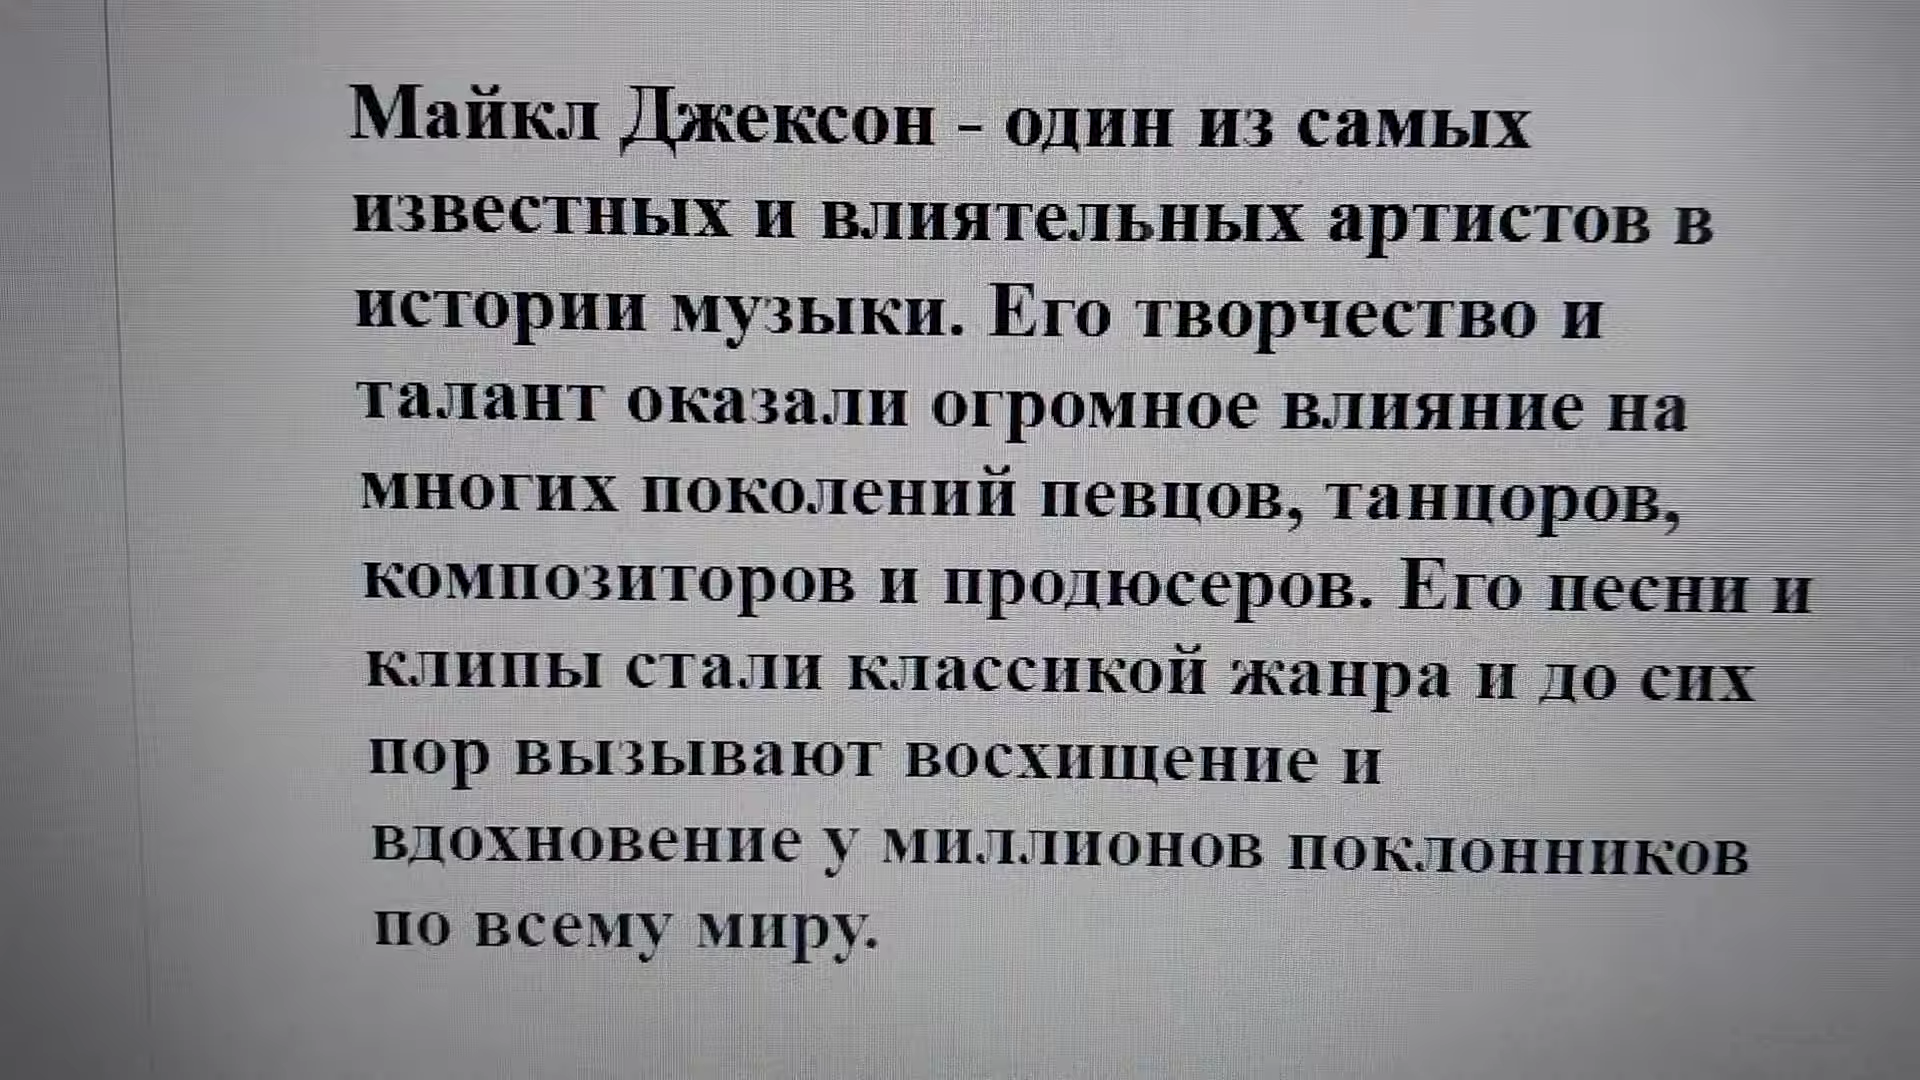 Майкл Джексон - один из самых
известных и влиятельных артистов в
истории музыки. Его творчество и
талант оказали огромное влияние на
многих поколений певцов, танцоров,
композиторов и продюсеров. Его песни и
клипы стали классикой жанра и до сих
пор вызывают восхищение и
вдохновение у миллионов поклонников
по всему миру.